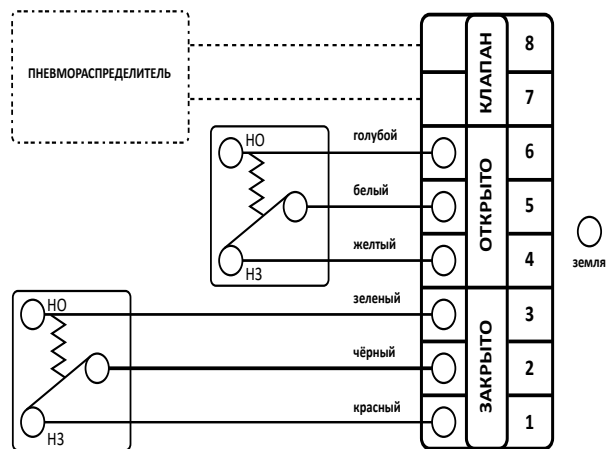 ПНЕВМОРАСПРЕДЕЛИТЕЛЬ
КЛАПАН
8
7
НО
голубой
6
белый
ОТКРЫТО
5
желтый
4
НЗ
земля
НО
зеленый
3
чёрный
ЗАКРЫТО
2
красный
1
НЗ